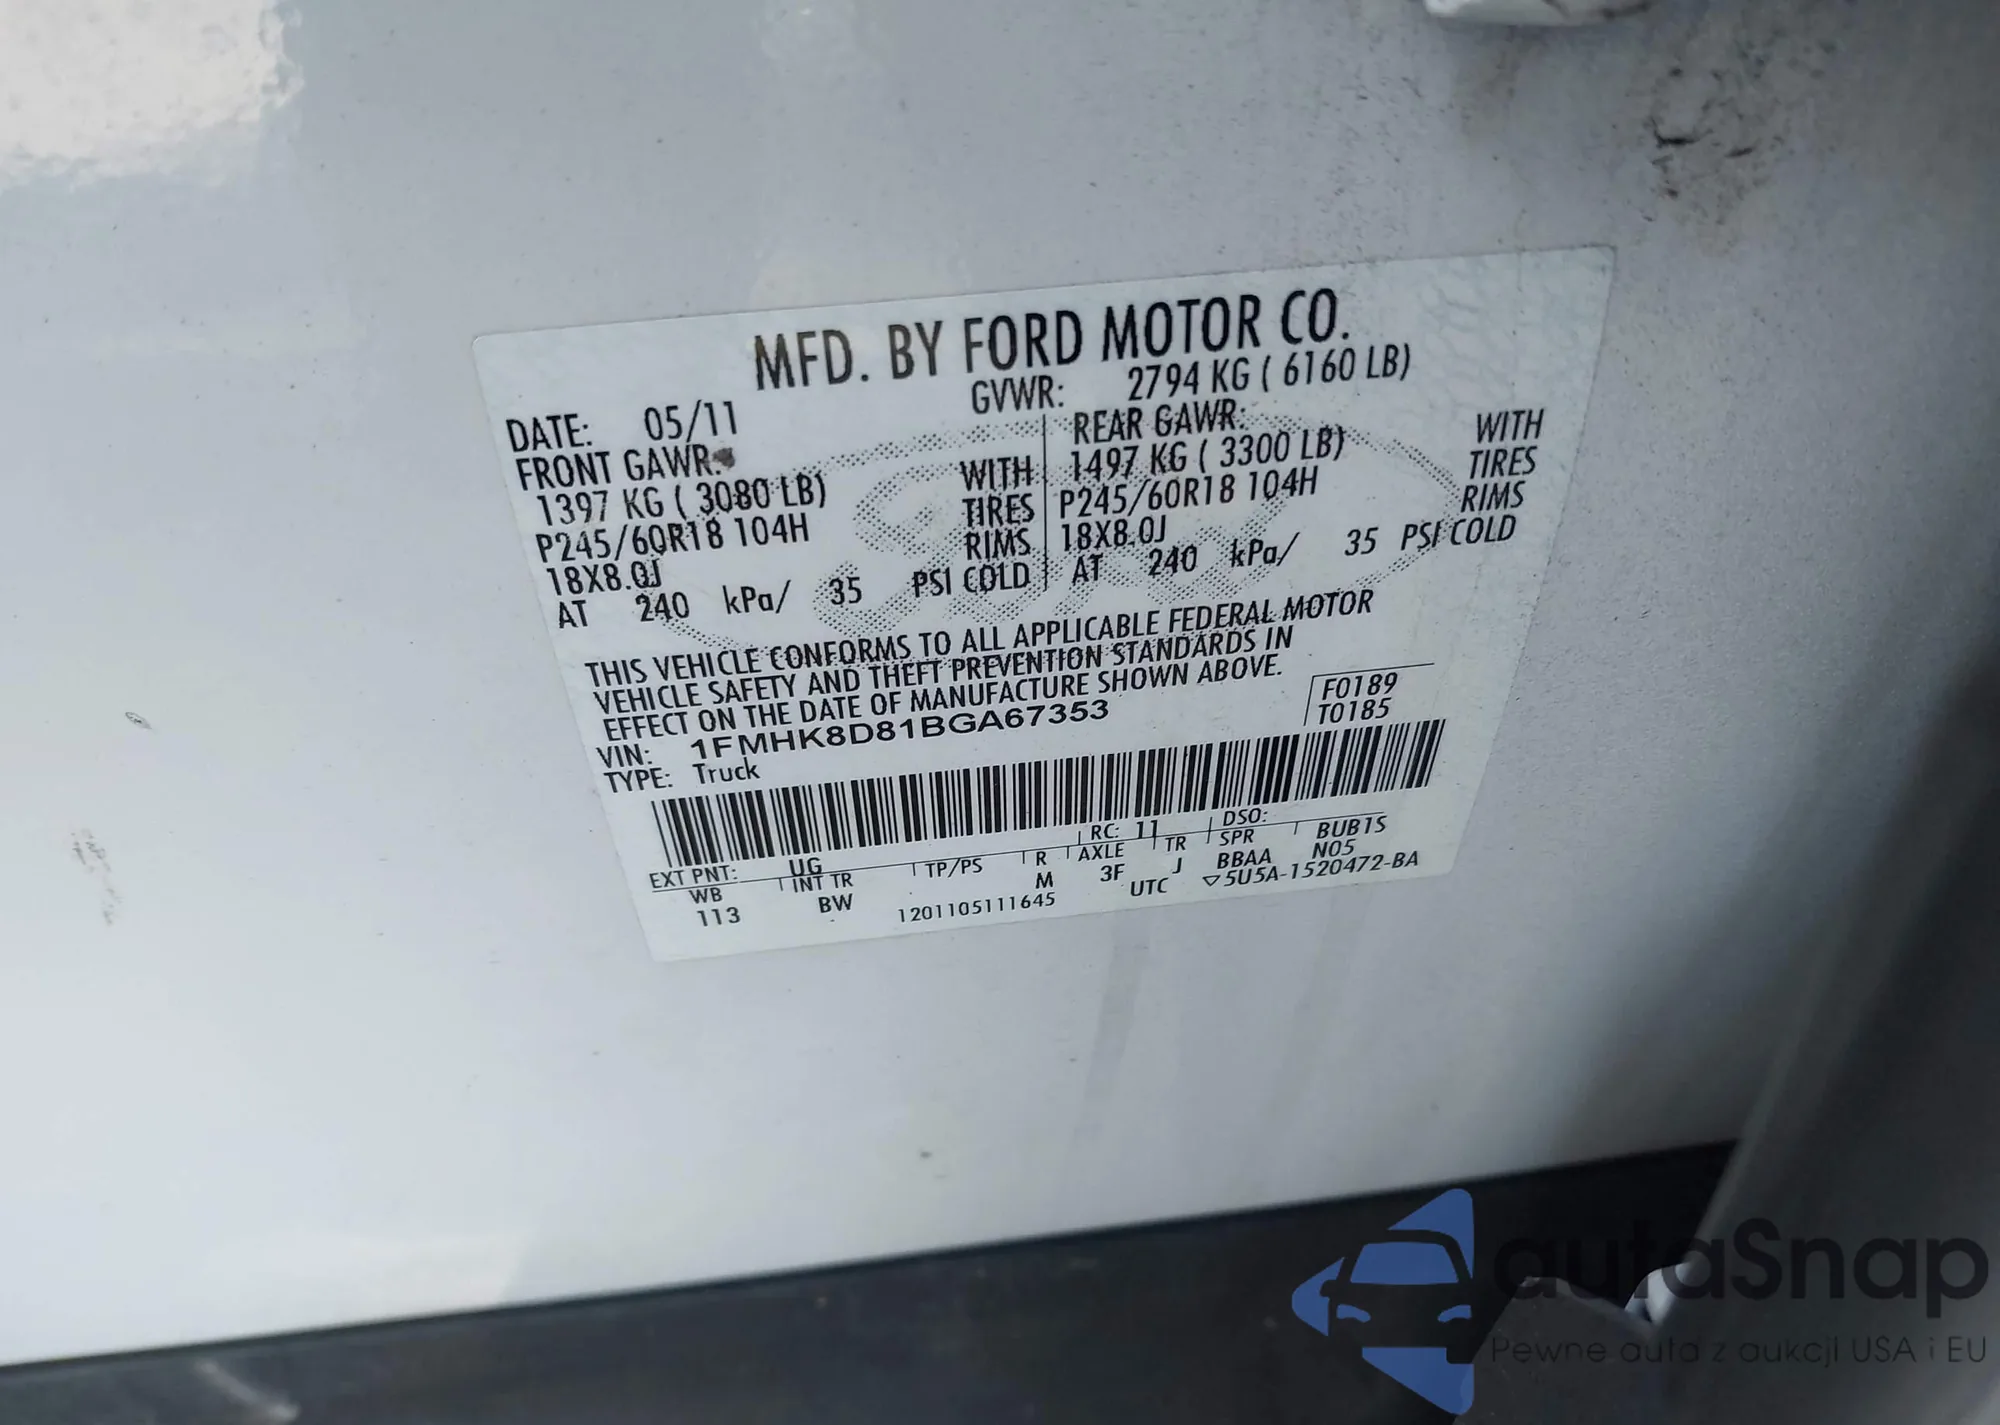 MFD. BY FORD MOTOR CO.
DATE: 05/11 GVWR: 2794 KG ( 6160 LB)
FRONT GAWR: REAR GAWR:
1397 KG ( 3080 LB) WITH 1497 KG ( 3300 LB) WITH
P245/60R18 104H TIRES P245/60R18 104H TIRES
18X8.0J RIMS 18X8.0J RIMS
AT 240 kPa/ 35 PSI COLD AT 240 kPa/ 35 PSI COLD
THIS VEHICLE CONFORMS TO ALL APPLICABLE FEDERAL MOTOR
VEHICLE SAFETY AND THEFT PREVENTION STANDARDS IN
EFFECT ON THE DATE OF MANUFACTURE SHOWN ABOVE.
VIN: 1FMHK8D81BGA67353 F0189
TYPE: Truck T0185
EXT PNT: UG RC: 11 DSO:
WB INT TR TP/PS R AXLE TR SPR BUB1S
113 BW M 3F J BBAA N05
1201105111645 UTC ▽5U5A-1520472-BA
autaSnap
Pewne auta z aukcji USA i EU